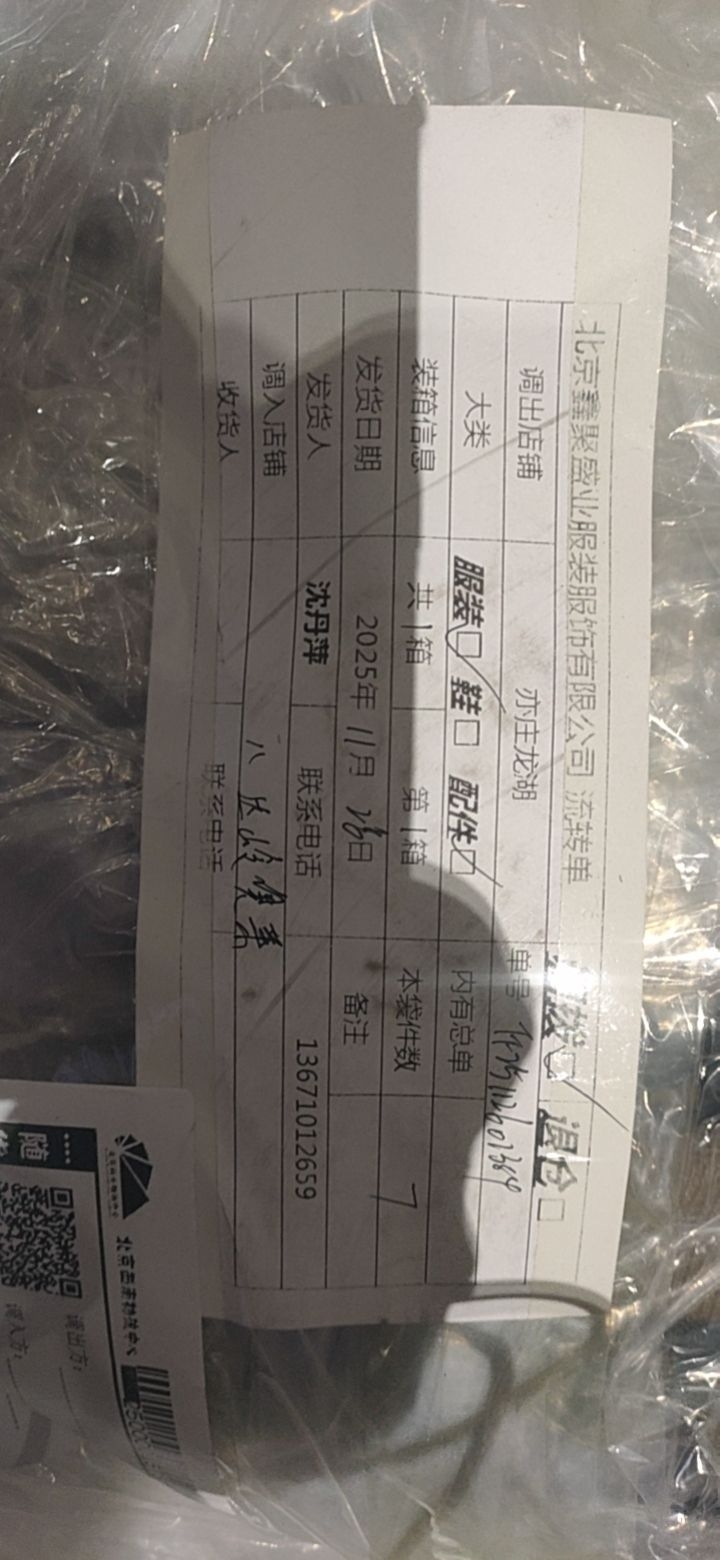 北京鑫聚盛业服装服饰有限公司 流转单
调拨☑ 退仓□
调出店铺 亦庄龙湖 单号
大类 服装☑ 鞋□ 配件☑ 内有总单
装箱信息 共 1 箱 第 1 箱 本袋件数 7
发货日期 2025年 11月 日 备注
发货人 沈丹萍 联系电话 13671012659
调入店铺 八达岭
收货人 联系电话
随
调出方:
调入方: